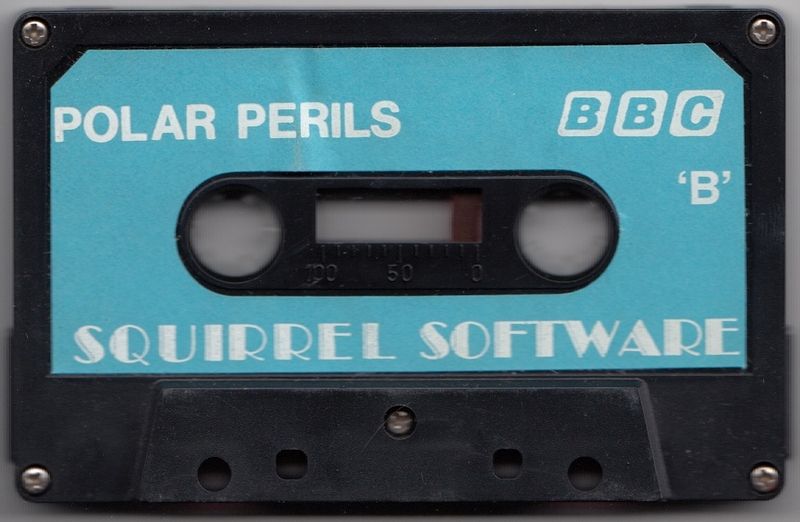 POLAR PERILS
BBC
'B'
100 50 0
SQUIRREL SOFTWARE